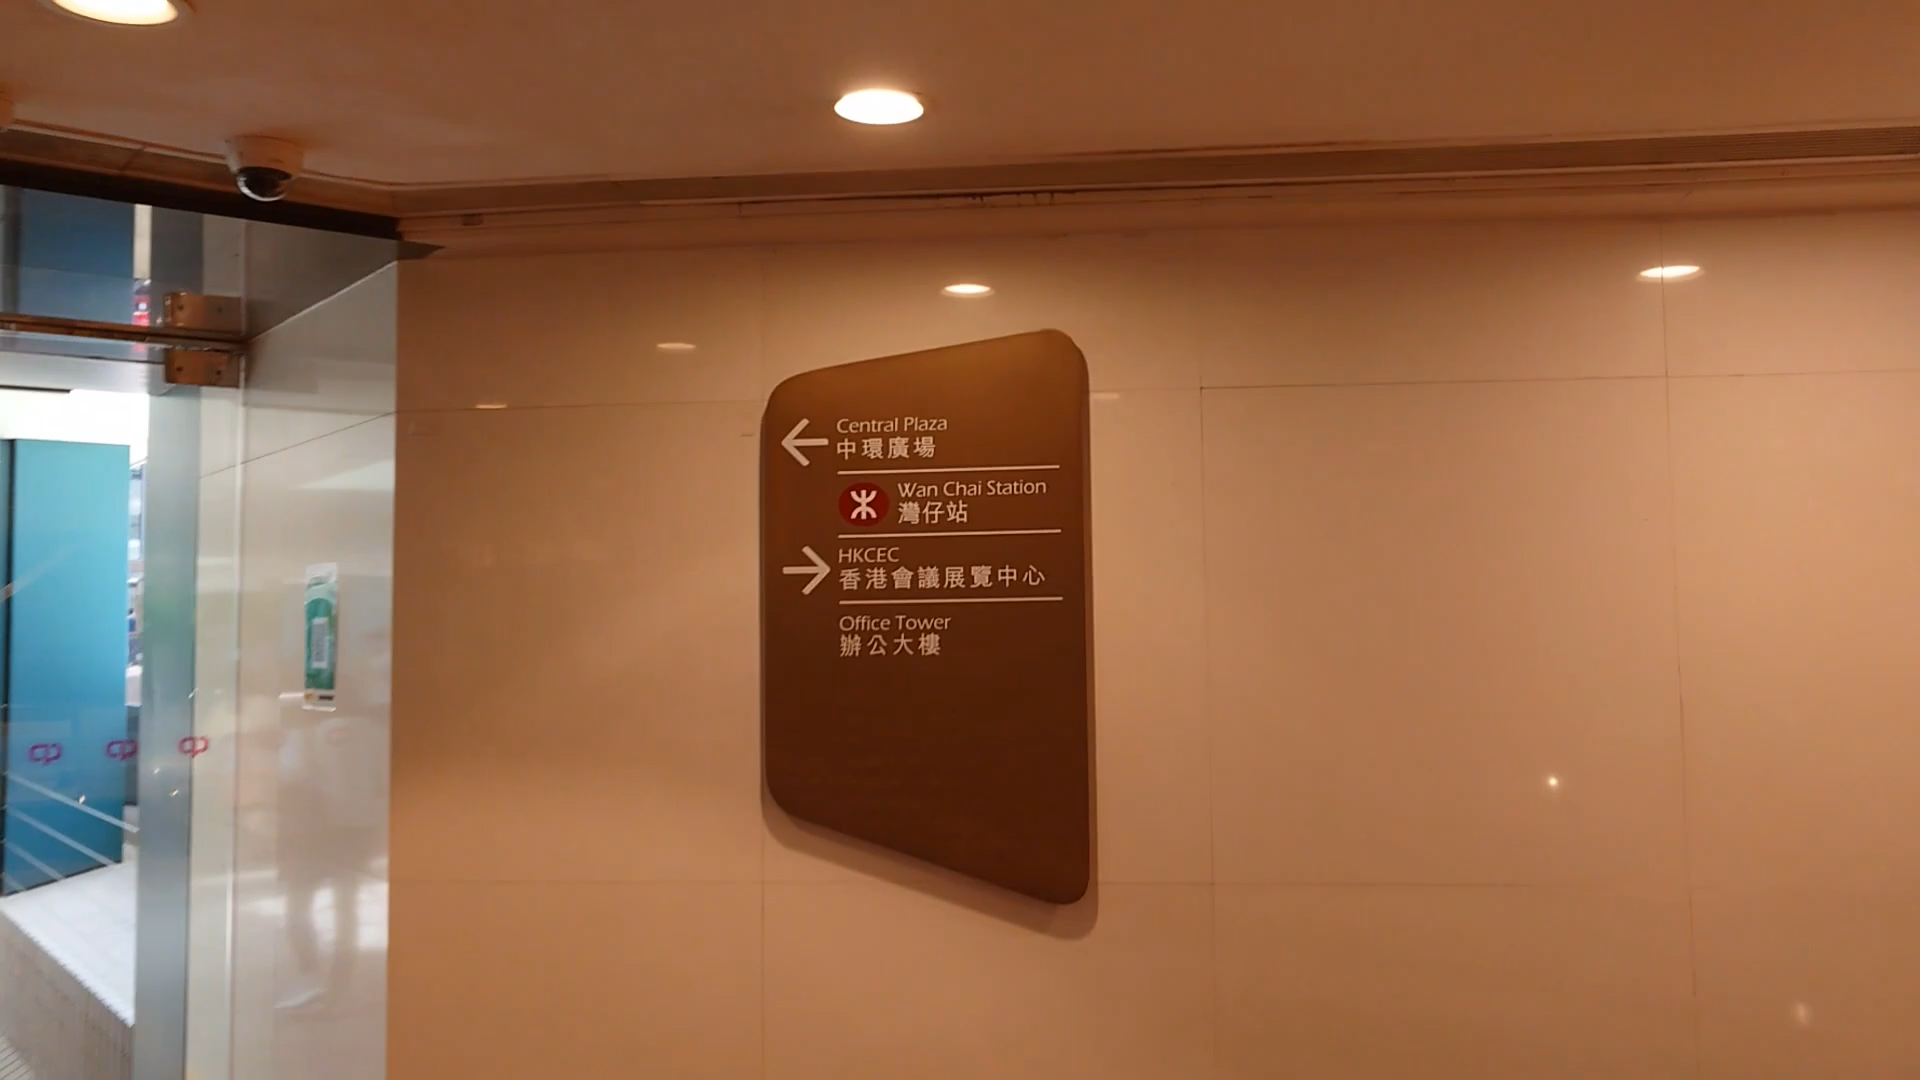 Central Plaza
中環廣場
Wan Chai Station
灣仔站
HKCEC
香港會議展覽中心
Office Tower
辦公大樓